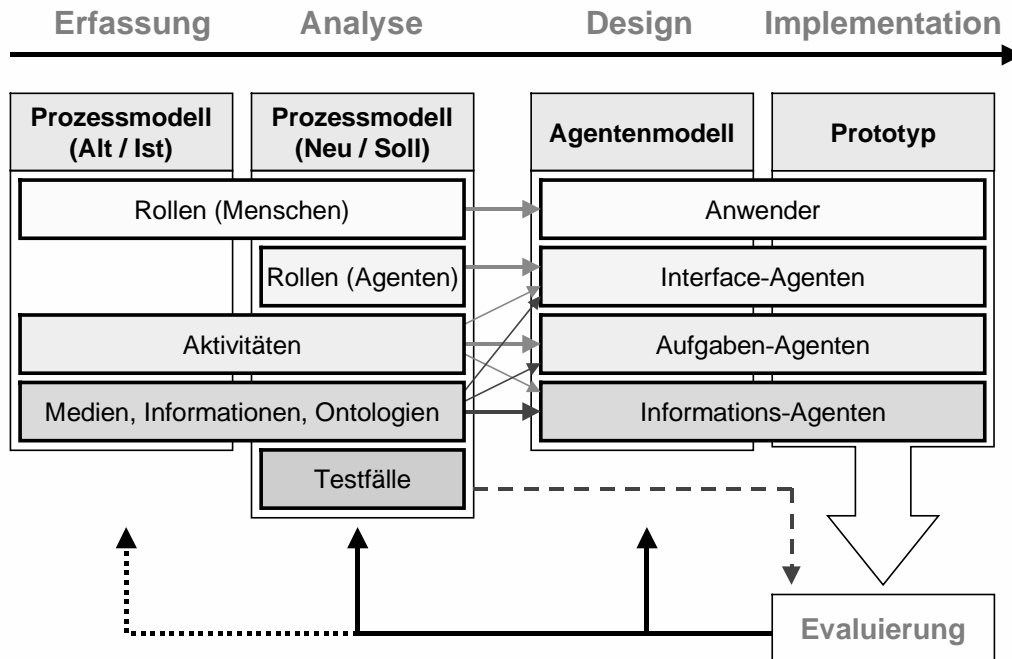 Erfassung Analyse Design Implementation
Prozessmodell Prozessmodell Agentenmodell Prototyp
(Alt / Ist) (Neu / Soll)
Rollen (Menschen) Anwender
Rollen (Agenten) Interface-Agenten
Aktivitäten Aufgaben-Agenten
Medien, Informationen, Ontologien Informations-Agenten
Testfälle
Evaluierung